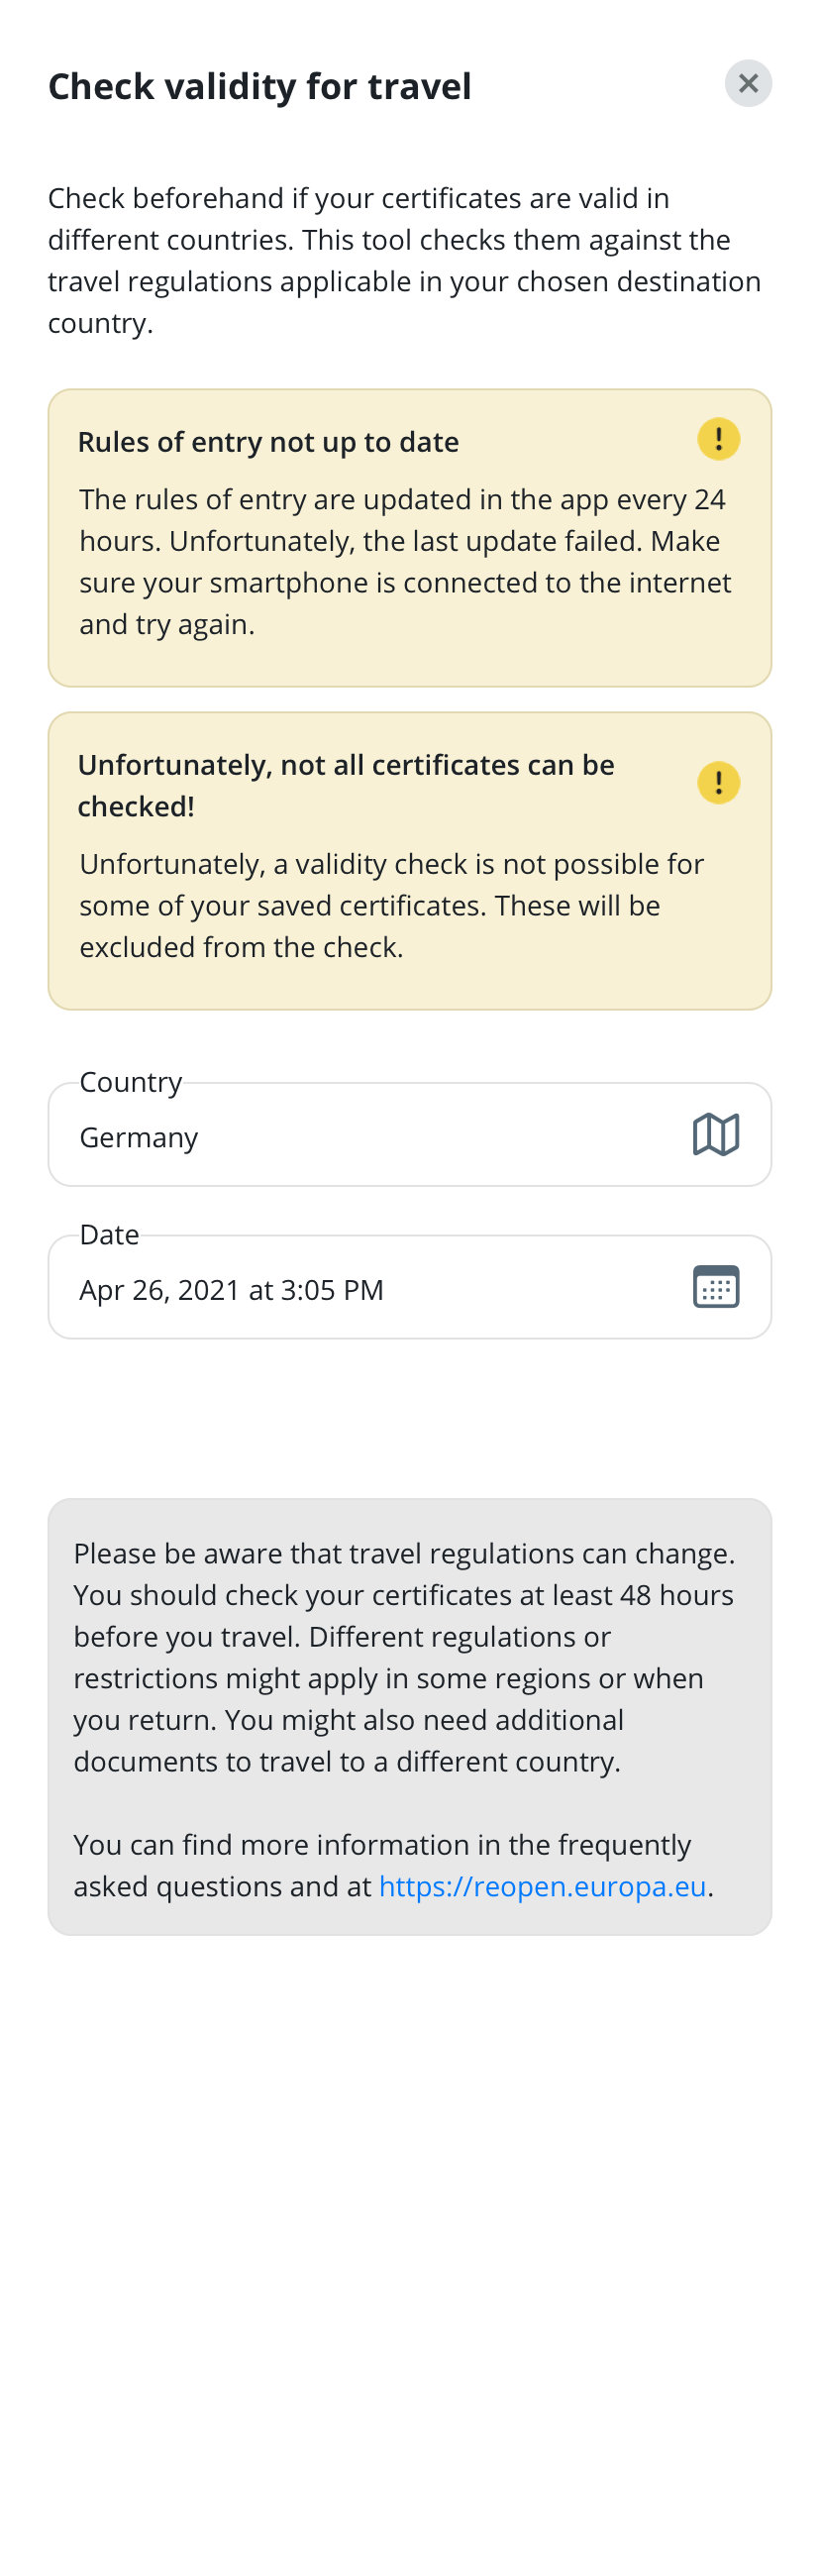 Check validity for travel
Check beforehand if your certificates are valid in
different countries. This tool checks them against the
travel regulations applicable in your chosen destination
country.
Rules of entry not up to date
The rules of entry are updated in the app every 24
hours. Unfortunately, the last update failed. Make
sure your smartphone is connected to the internet
and try again.
Unfortunately, not all certificates can be
checked!
Unfortunately, a validity check is not possible for
some of your saved certificates. These will be
excluded from the check.
Country
Germany
Date
Apr 26, 2021 at 3:05 PM
Please be aware that travel regulations can change.
You should check your certificates at least 48 hours
before you travel. Different regulations or
restrictions might apply in some regions or when
you return. You might also need additional
documents to travel to a different country.
You can find more information in the frequently
asked questions and at https://reopen.europa.eu.